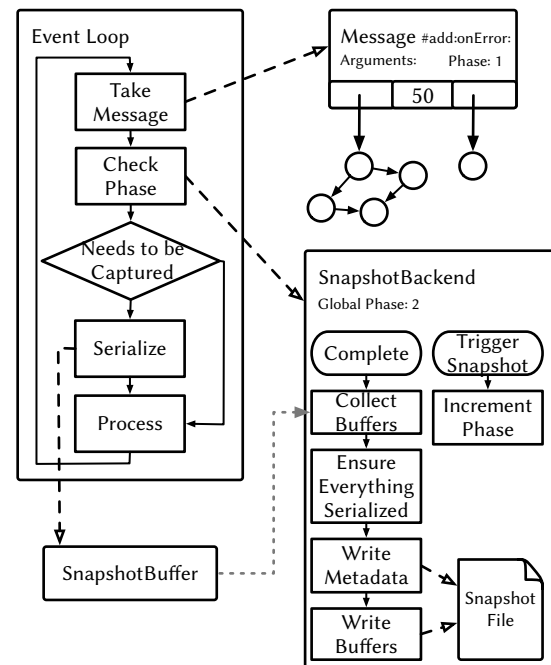 Event Loop
Take
Message
Check
Phase
Needs to be
Captured
Serialize
Process
SnapshotBuffer
Message #add:onError:
Arguments: Phase: 1
50
SnapshotBackend
Global Phase: 2
Complete
Collect
Buffers
Ensure
Everything
Serialized
Write
Metadata
Write
Buffers
Trigger
Snapshot
Increment
Phase
Snapshot
File